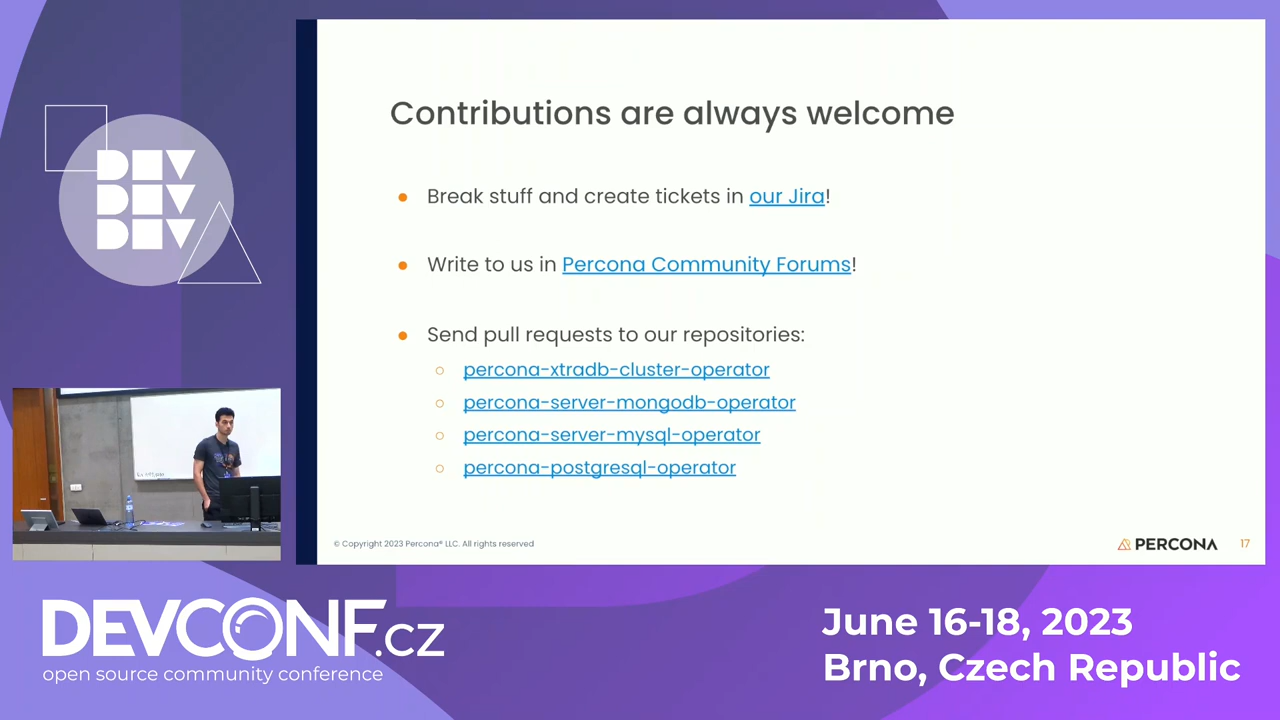 Contributions are always welcome
Break stuff and create tickets in our Jira!
Write to us in Percona Community Forums!
Send pull requests to our repositories:
percona-xtradb-cluster-operator
percona-server-mongodb-operator
percona-server-mysql-operator
percona-postgresql-operator
© Copyright 2023 Percona® LLC. All rights reserved
PERCONA
17
DEV
DEV
DEV
DEVCONF.cz
open source community conference
June 16-18, 2023
Brno, Czech Republic